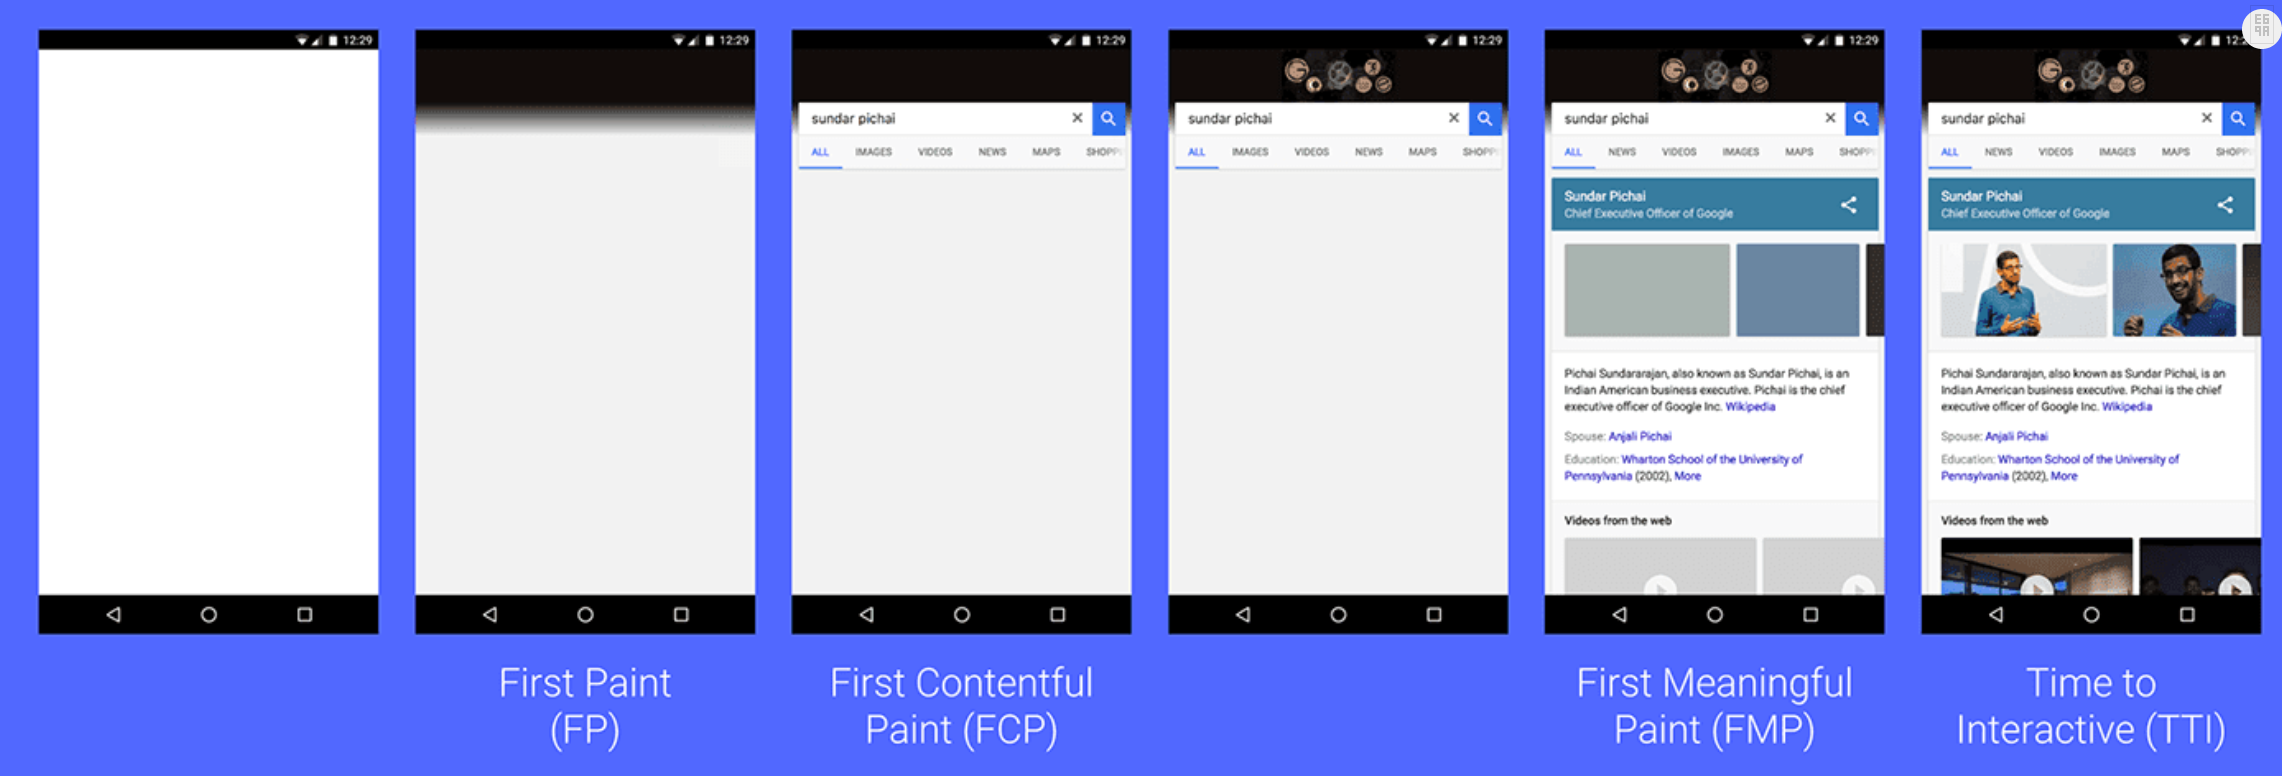 12:29
12:29
First Paint
(FP)
12:29
sundar pichai
ALL IMAGES VIDEOS NEWS MAPS
First Contentful
Paint (FCP)
12:29
sundar pichai
ALL IMAGES VIDEOS NEWS MAPS
12:29
sundar pichai
ALL NEWS VIDEOS IMAGES MAPS
Sundar Pichai
Chief Executive Officer of Google
Pichai Sundararajan, also known as Sundar Pichai, is an
Indian American business executive. Pichai is the chief
executive officer of Google Inc. Wikipedia
Spouse: Anjali Pichai
Education: Wharton School of the University of
Pennsylvania (2002), More
Videos from the web
First Meaningful
Paint (FMP)
sundar pichai
ALL NEWS VIDEOS IMAGES MAPS
Sundar Pichai
Chief Executive Officer of Google
Pichai Sundararajan, also known as Sundar Pichai, is an
Indian American business executive. Pichai is the chief
executive officer of Google Inc. Wikipedia
Spouse: Anjali Pichai
Education: Wharton School of the University of
Pennsylvania (2002), More
Videos from the web
Time to
Interactive (TTI)